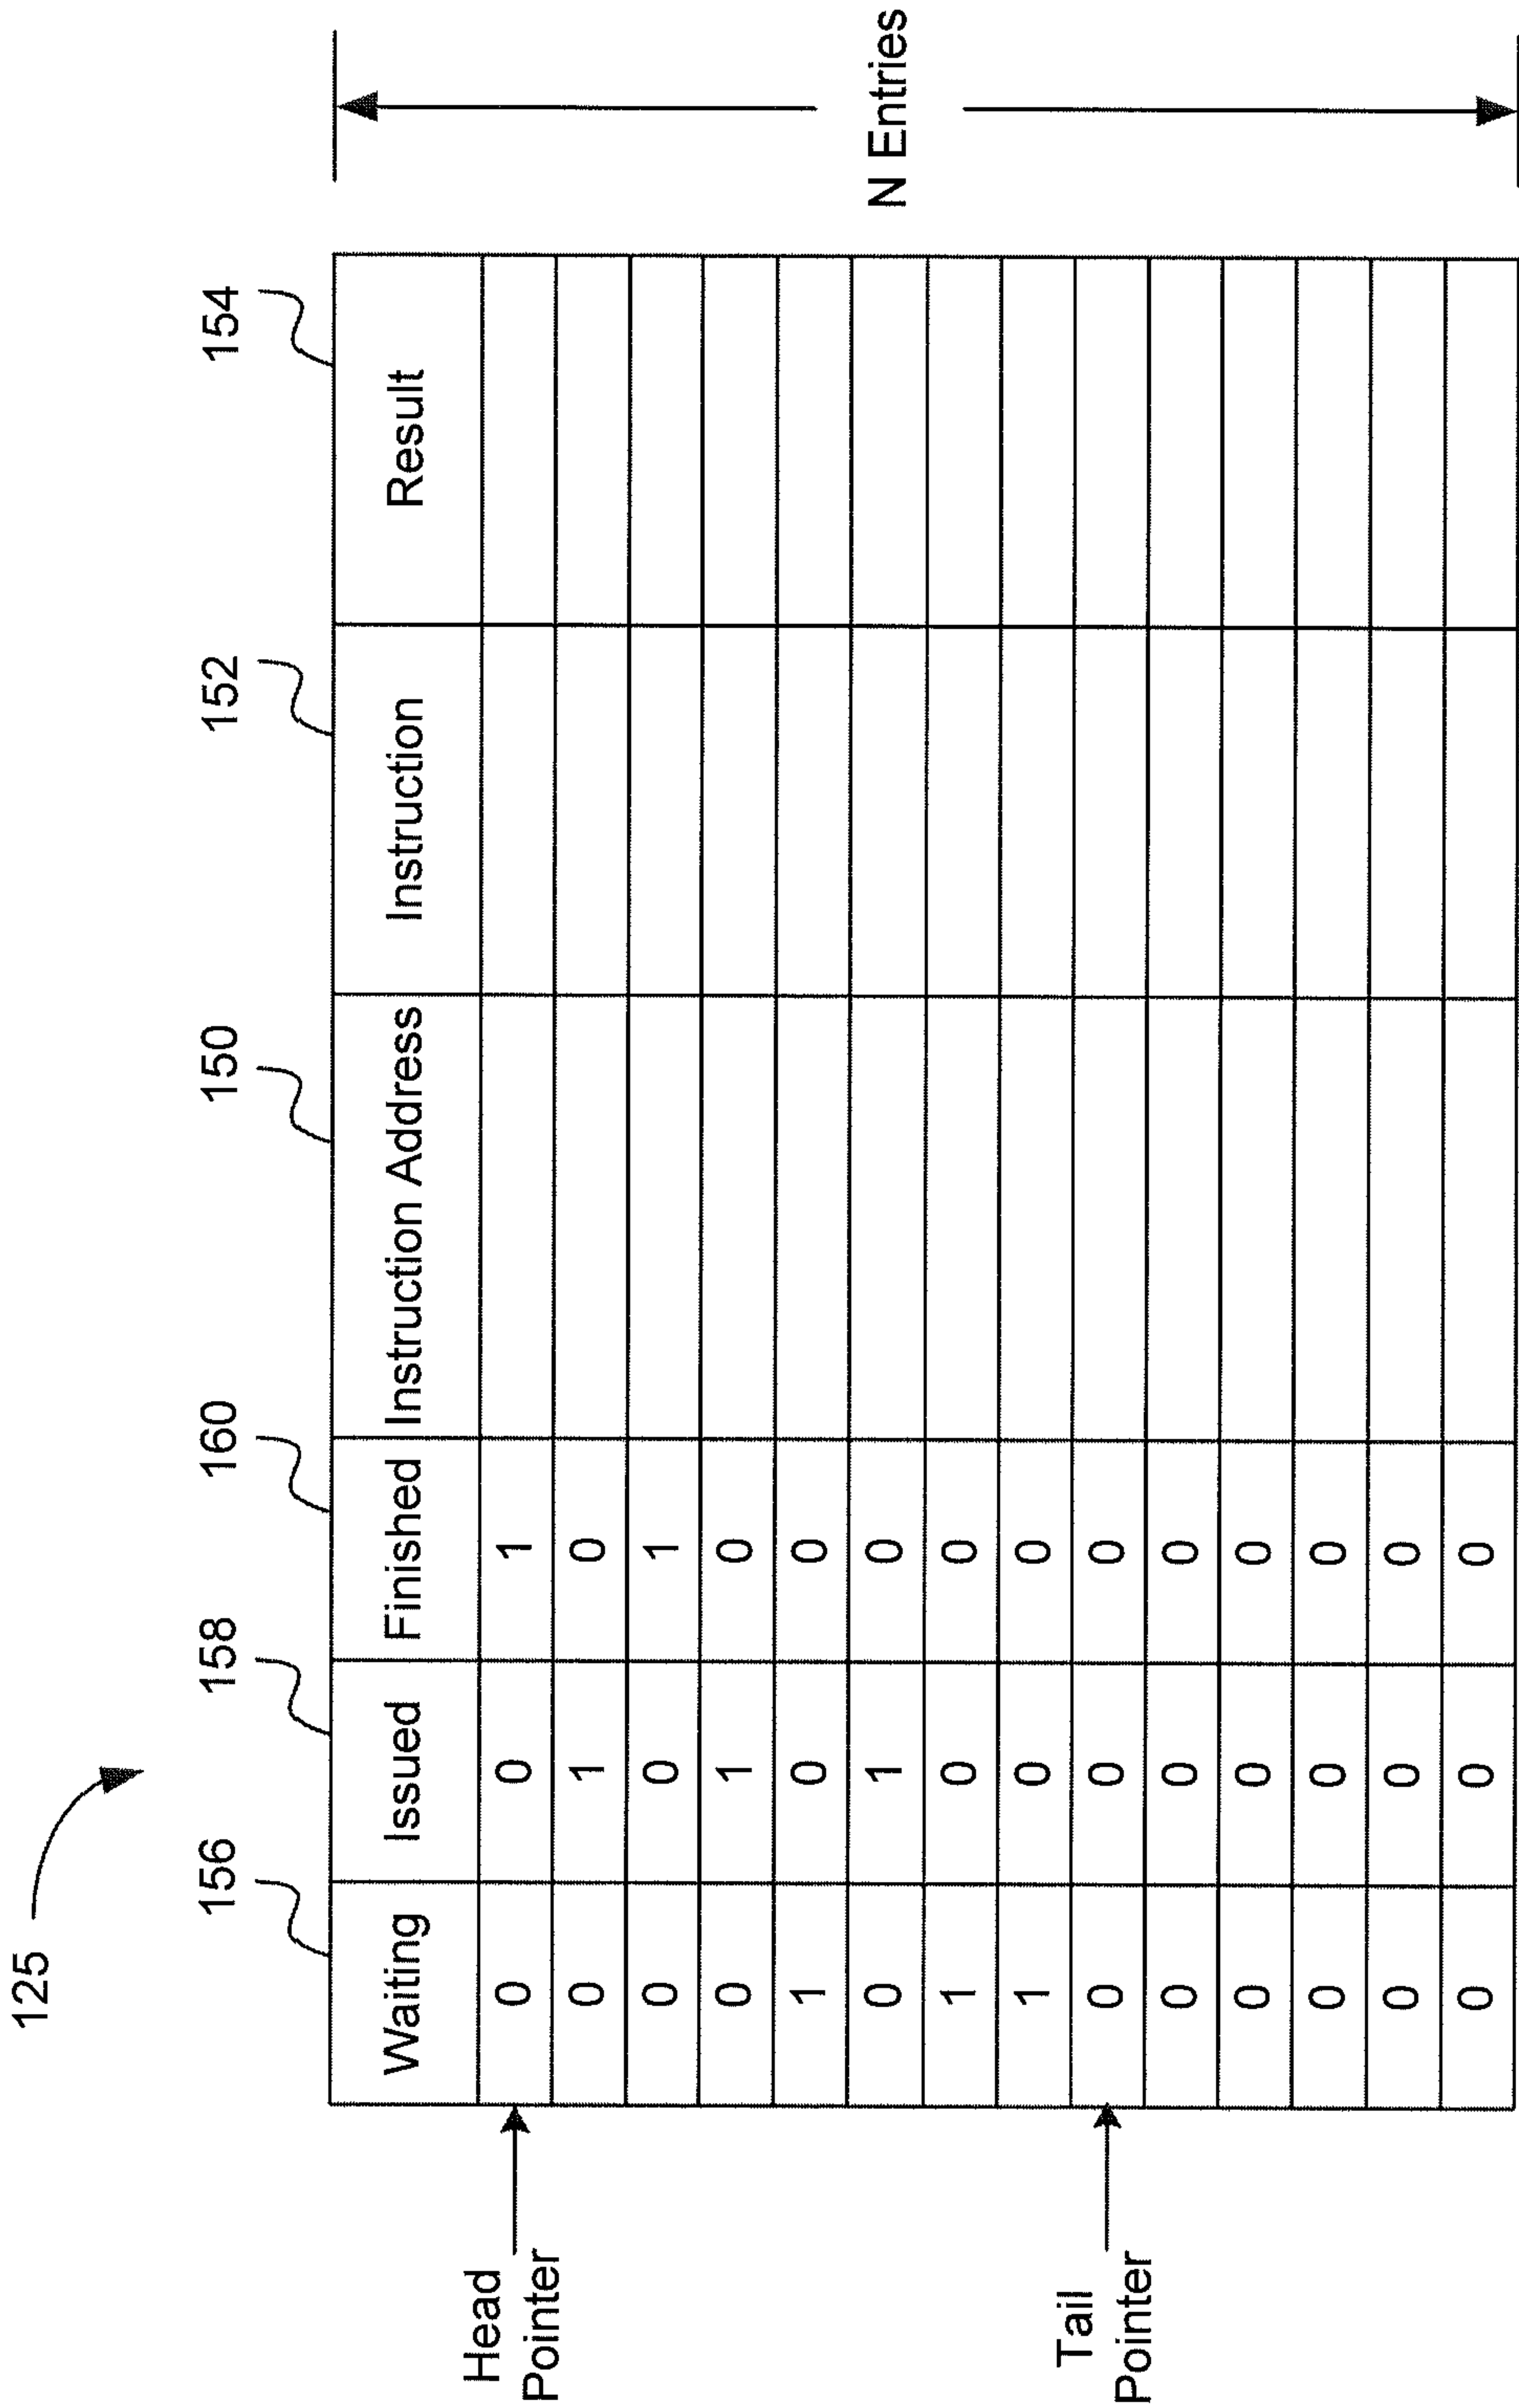 125
156 158 160 150 152 154
Waiting Issued Finished Instruction Address Instruction Result
Head
Pointer
0 0 1
0 1 0
0 0 1
0 1 0
1 0 0
0 1 0
1 0 0
1 0 0
Tail
Pointer
0 0 0
0 0 0
0 0 0
0 0 0
0 0 0
0 0 0
N Entries